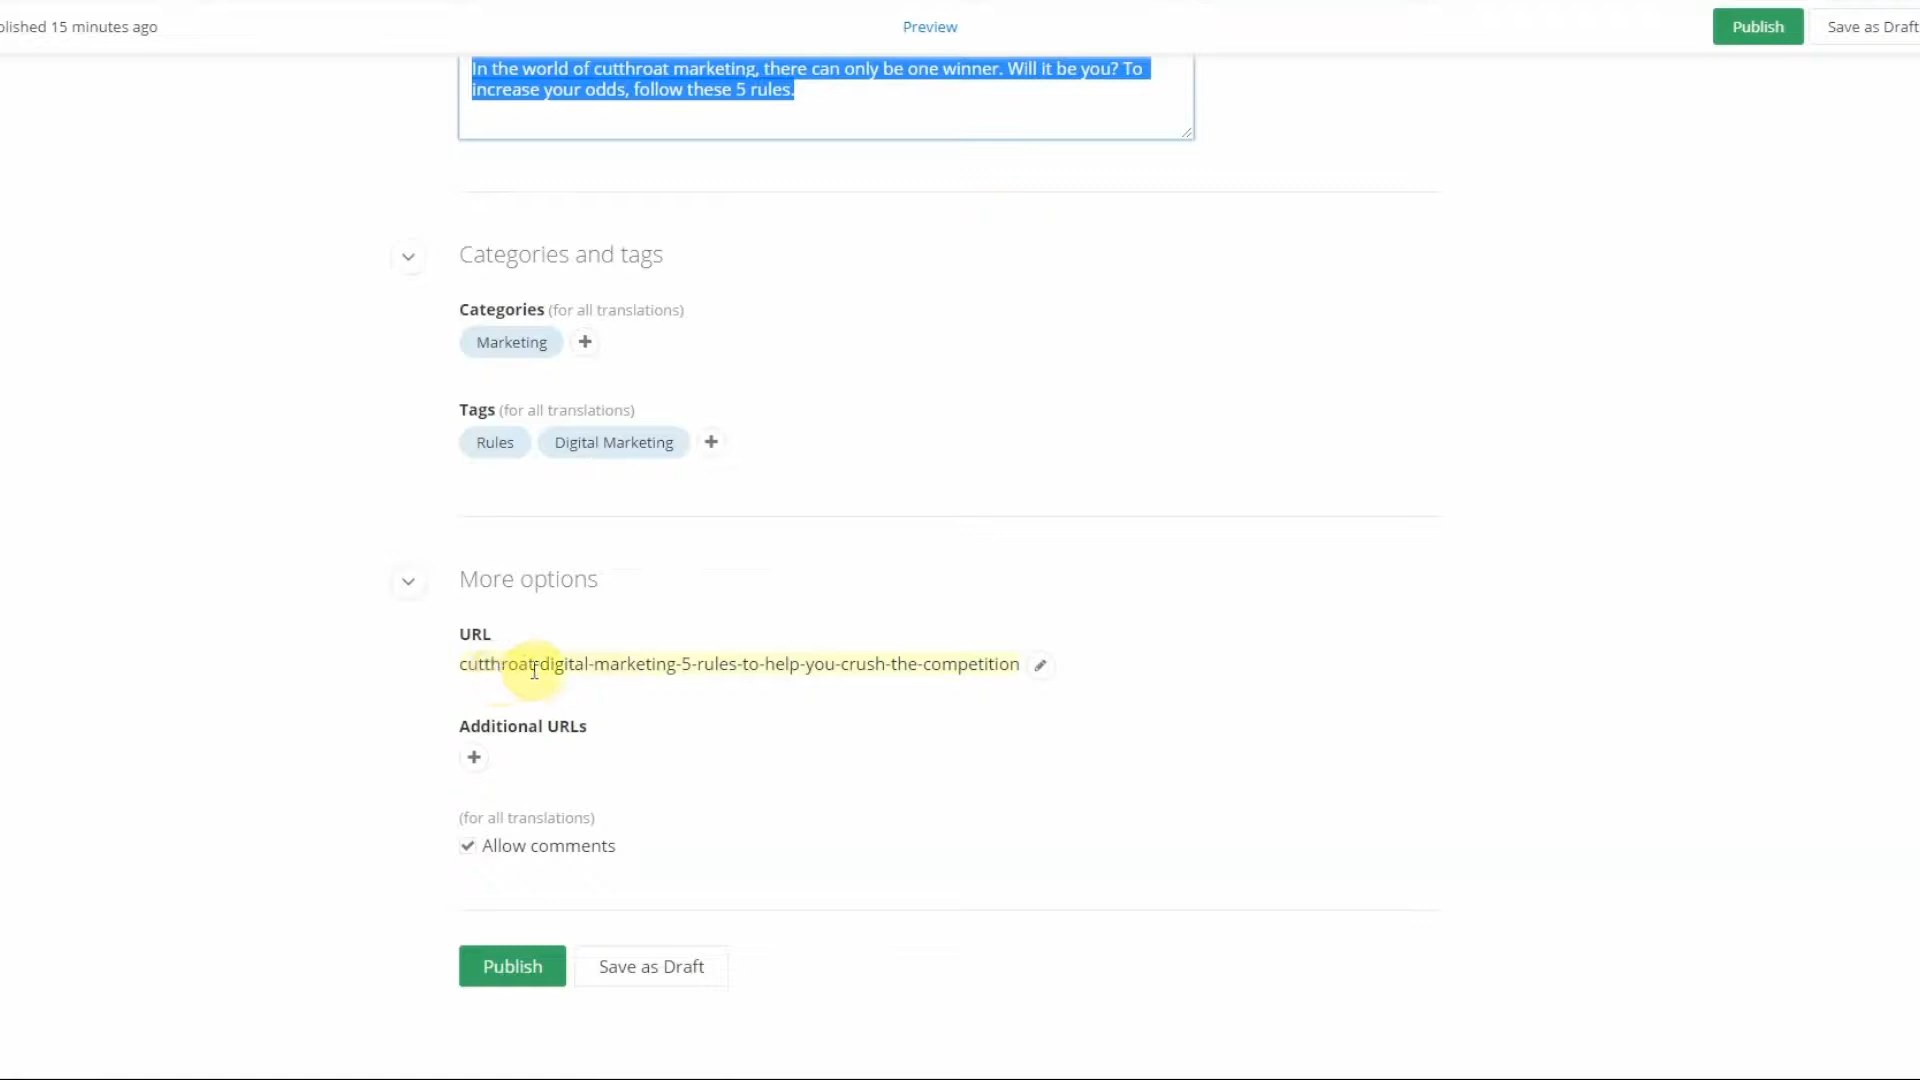 blished 15 minutes ago
Preview
Publish
Save as Draft
In the world of cutthroat marketing, there can only be one winner. Will it be you? To
increase your odds, follow these 5 rules.
Categories and tags
Categories (for all translations)
Marketing
Tags (for all translations)
Rules
Digital Marketing
More options
URL
cutthroat-digital-marketing-5-rules-to-help-you-crush-the-competition
Additional URLs
(for all translations)
Allow comments
Publish
Save as Draft